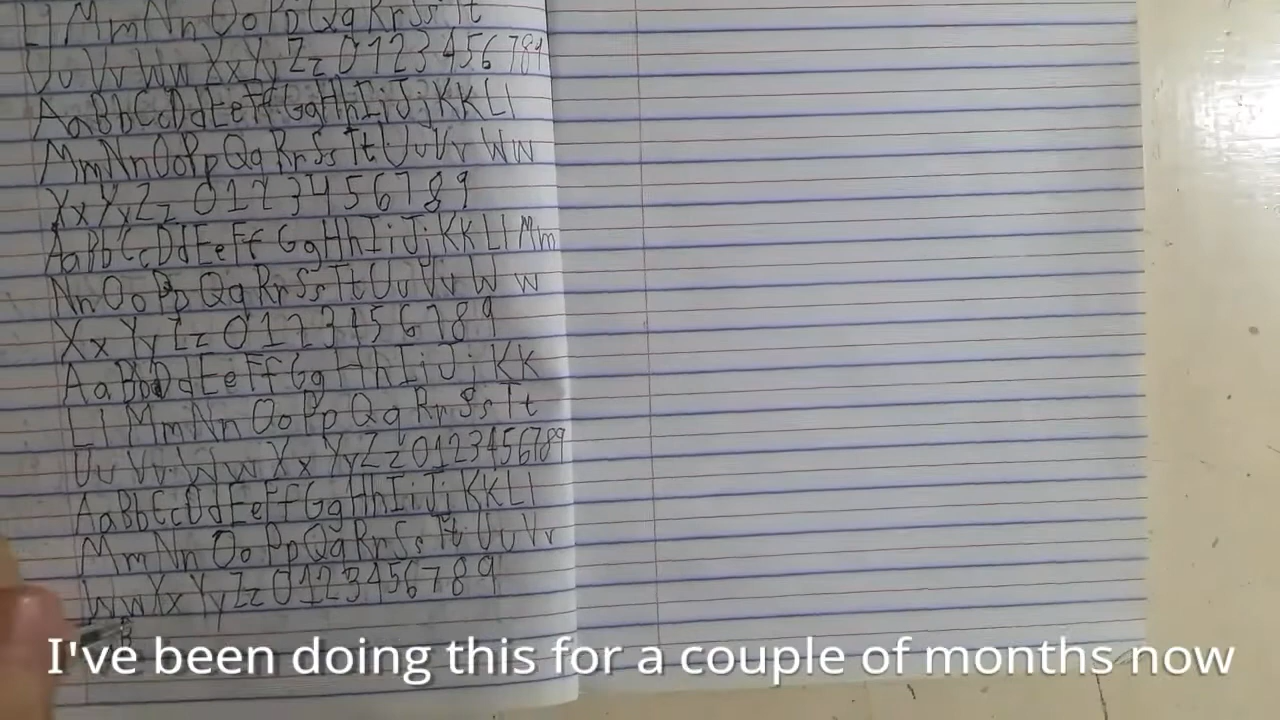 Ll Mm Nn Oo Pp Qq Rr Ss Tt
Uu Vv Ww Xx Yy Zz 0 1 2 3 4 5 6 7 8 9
Aa Bb Cc Dd Ee Ff Gg Hh Ii Jj Kk Ll
Mm Nn Oo Pp Qq Rr Ss Tt Uu Vv Ww
Xx Yy Zz 0 1 2 3 4 5 6 7 8 9
Aa Bb Cc Dd Ee Ff Gg Hh Ii Jj Kk Ll Mm
Nn Oo Pp Qq Rr Ss Tt Uu Vv Ww
Xx Yy Zz 0 1 2 3 4 5 6 7 8 9
Aa Bb Dd Ee Ff Gg Hh Ii Jj Kk
Ll Mm Nn Oo Pp Qq Rr Ss Tt
Uu Vv Ww Xx Yy Zz 0 1 2 3 4 5 6 7 8 9
Aa Bb Cc Dd Ee Ff Gg Hh Ii Jj Kk Ll
Mm Nn Oo Pp Qq Rr Ss Tt Uu Vv
Ww Xx Yy Zz 0 1 2 3 4 5 6 7 8 9
I've been doing this for a couple of months now